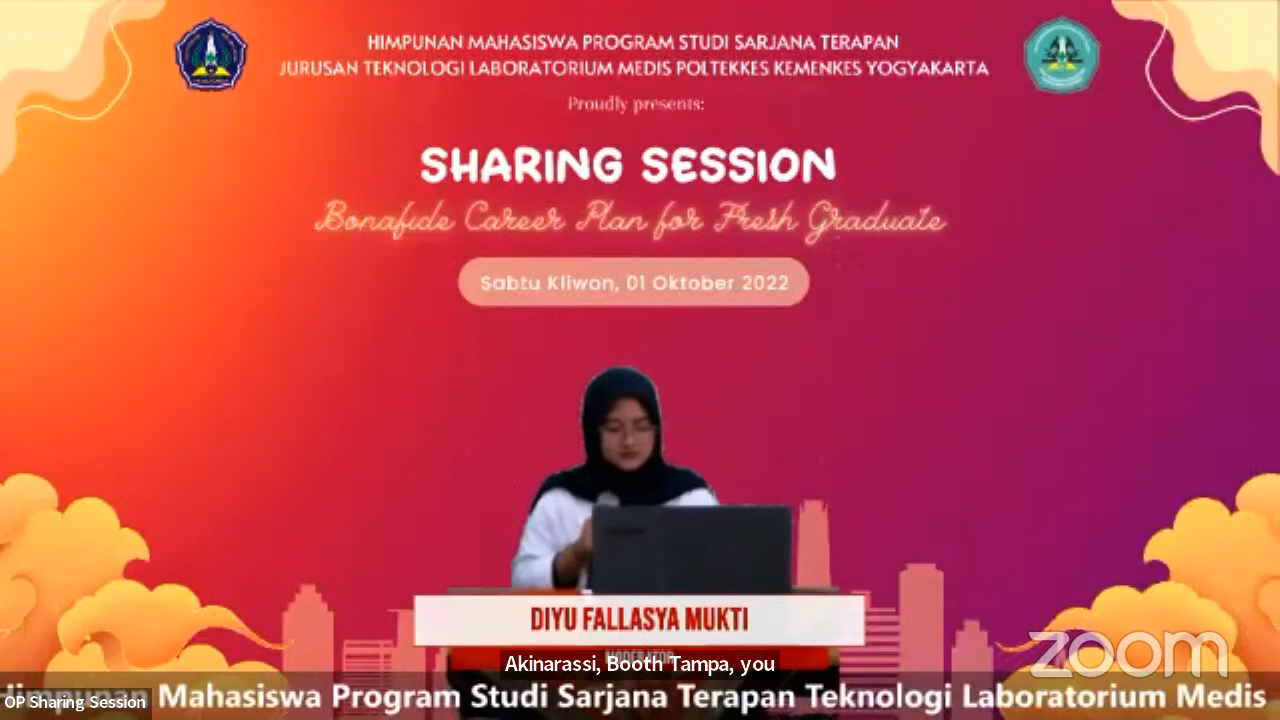 HIMPUNAN MAHASISWA PROGRAM STUDI SARJANA TERAPAN
JURUSAN TEKNOLOGI LABORATORIUM MEDIS POLTEKKES KEMENKES YOGYAKARTA
Proudly presents:
SHARING SESSION
Bonafide Career Plan for Fresh Graduate
Sabtu Kliwon, 01 Oktober 2022
DIYU FALLASYA MUKTI
MODERATOR
Akinarassi, Booth Tampa, you
zoom
Himpunan Mahasiswa Program Studi Sarjana Terapan Teknologi Laboratorium Medis
OP Sharing Session